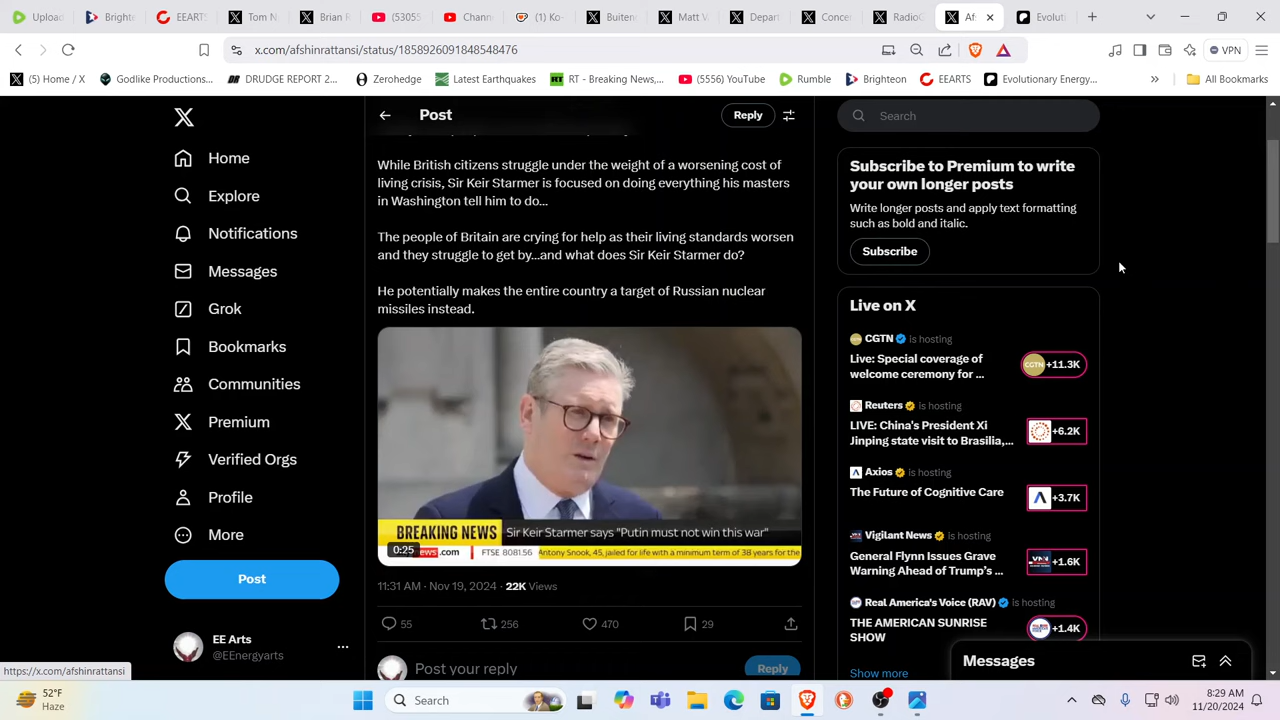 Upload
Brighte
EEARTS
Tom N
Brian R
(53055
Chann
(1) Ko-
Buiten
Matt V
Depart
Concer
RadioG
Af
Evoluti
x.com/afshinrattansi/status/1858926091848548476
VPN
(5) Home / X
Godlike Productions...
DRUDGE REPORT 2...
Zerohedge
Latest Earthquakes
RT - Breaking News,...
(5556) YouTube
Rumble
Brighteon
EEARTS
Evolutionary Energy...
All Bookmarks
Home
Explore
Notifications
Messages
Grok
Bookmarks
Communities
Premium
Verified Orgs
Profile
More
Post
EE Arts
@EEnergyarts
https://x.com/afshinrattansi
Post
Reply
While British citizens struggle under the weight of a worsening cost of
living crisis, Sir Keir Starmer is focused on doing everything his masters
in Washington tell him to do...
The people of Britain are crying for help as their living standards worsen
and they struggle to get by...and what does Sir Keir Starmer do?
He potentially makes the entire country a target of Russian nuclear
missiles instead.
BREAKING NEWS
Sir Keir Starmer says "Putin must not win this war"
0:25
ews.com
FTSE 8081.56
Antony Snook, 45, jailed for life with a minimum term of 38 years for the
11:31 AM · Nov 19, 2024 · 22K Views
55
256
470
29
Post your reply
Reply
Search
Subscribe to Premium to write
your own longer posts
Write longer posts and apply text formatting
such as bold and italic.
Subscribe
Live on X
CGTN is hosting
Live: Special coverage of
welcome ceremony for ...
CGTN
+11.3K
Reuters is hosting
LIVE: China's President Xi
Jinping state visit to Brasilia,...
+6.2K
Axios is hosting
The Future of Cognitive Care
+3.7K
Vigilant News is hosting
General Flynn Issues Grave
Warning Ahead of Trump's ...
+1.6K
Real America's Voice (RAV) is hosting
THE AMERICAN SUNRISE
SHOW
+1.4K
Show more
Messages
52°F
Haze
Search
8:29 AM
11/20/2024